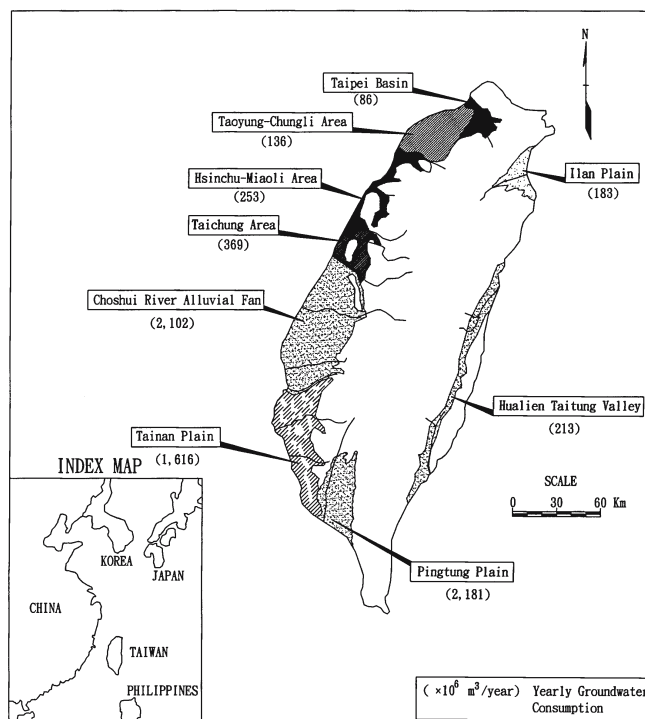 N
Taipei Basin
(86)
Taoyung-Chungli Area
(136)
Hsinchu-Miaoli Area
(253)
Ilan Plain
(183)
Taichung Area
(369)
Choshui River Alluvial Fan
(2,102)
Hualien Taitung Valley
(213)
Tainan Plain
(1,616)
INDEX MAP
SCALE
0 30 60 Km
Pingtung Plain
(2,181)
KOREA
JAPAN
CHINA
TAIWAN
PHILIPPINES
( ×10⁶ m³/year) Yearly Groundwater
Consumption